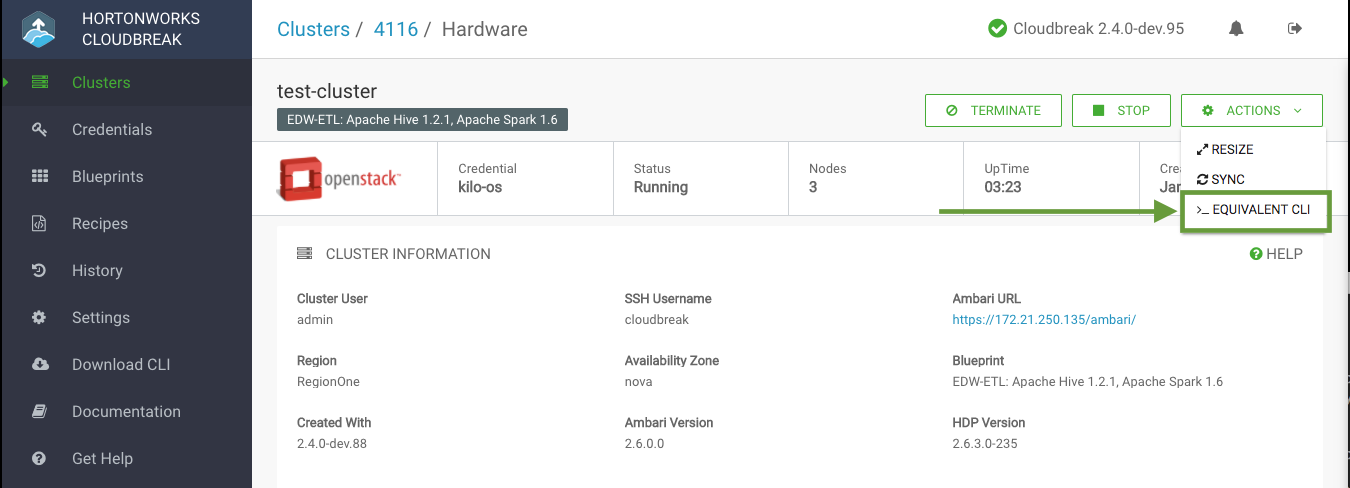 HORTONWORKS
CLOUDBREAK
Clusters / 4116 / Hardware
Cloudbreak 2.4.0-dev.95
Clusters
Credentials
Blueprints
Recipes
History
Settings
Download CLI
Documentation
Get Help
test-cluster
EDW-ETL: Apache Hive 1.2.1, Apache Spark 1.6
TERMINATE
STOP
ACTIONS
RESIZE
SYNC
>_ EQUIVALENT CLI
openstack™
Credential
kilo-os
Status
Running
Nodes
3
UpTime
03:23
CLUSTER INFORMATION
HELP
Cluster User
admin
SSH Username
cloudbreak
Ambari URL
https://172.21.250.135/ambari/
Region
RegionOne
Availability Zone
nova
Blueprint
EDW-ETL: Apache Hive 1.2.1, Apache Spark 1.6
Created With
2.4.0-dev.88
Ambari Version
2.6.0.0
HDP Version
2.6.3.0-235